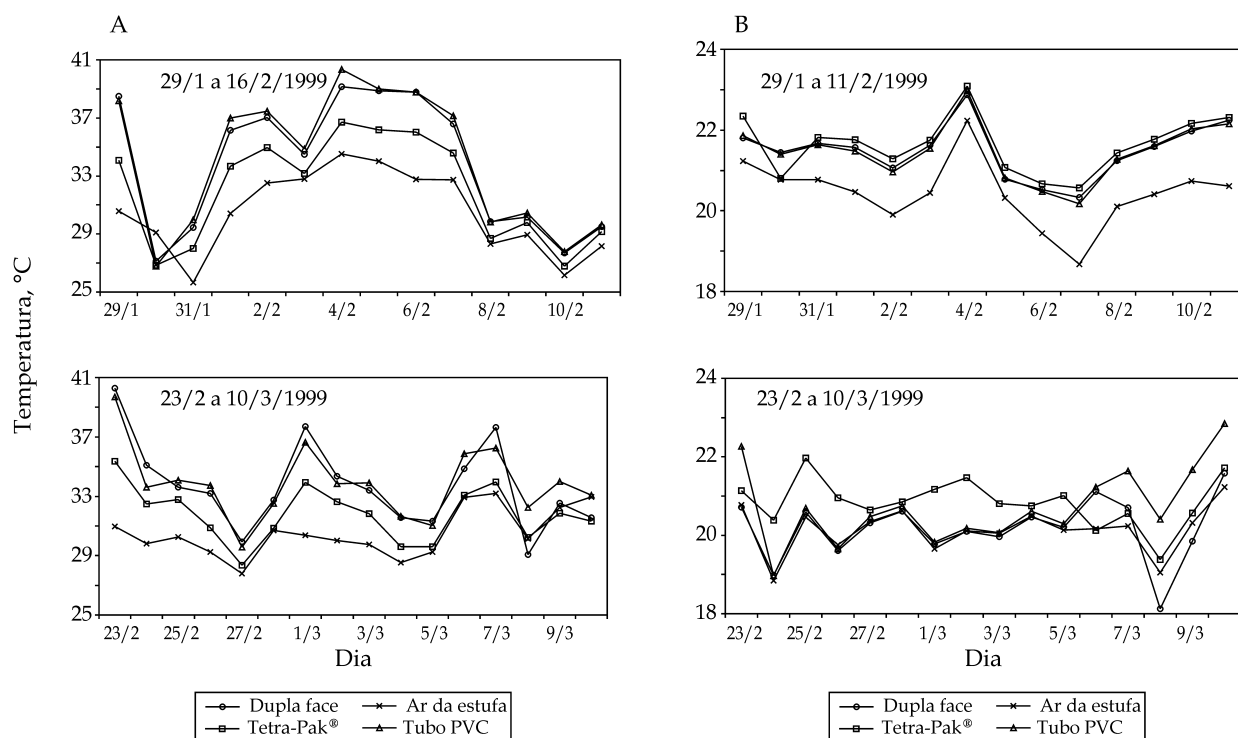 A
B
Temperatura, °C
41
37
33
29
25
29/1 a 16/2/1999
29/1 31/1 2/2 4/2 6/2 8/2 10/2
24
22
20
18
29/1 a 11/2/1999
29/1 31/1 2/2 4/2 6/2 8/2 10/2
41
37
33
29
25
23/2 a 10/3/1999
23/2 25/2 27/2 1/3 3/3 5/3 7/3 9/3
Dia
24
22
20
18
23/2 a 10/3/1999
23/2 25/2 27/2 1/3 3/3 5/3 7/3 9/3
Dia
Dupla face Ar da estufa
Tetra-Pak® Tubo PVC
Dupla face Ar da estufa
Tetra-Pak® Tubo PVC